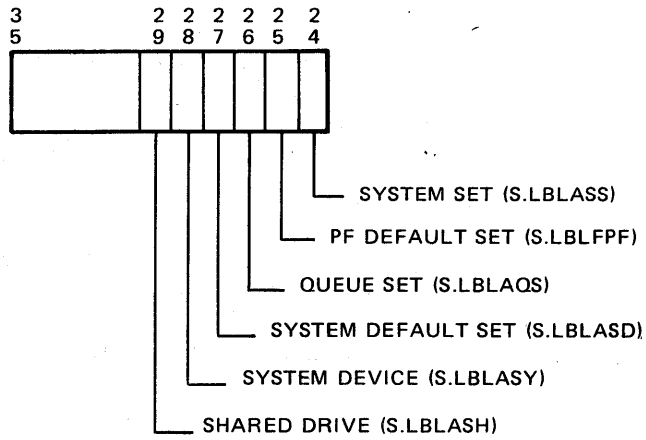 3 2 2 2 2 2 2
5 9 8 7 6 5 4
SYSTEM SET (S.LBLASS)
PF DEFAULT SET (S.LBLFPF)
QUEUE SET (S.LBLAQS)
SYSTEM DEFAULT SET (S.LBLASD)
SYSTEM DEVICE (S.LBLASY)
SHARED DRIVE (S.LBLASH)